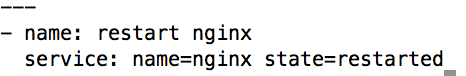 ---
- name: restart nginx
  service: name=nginx state=restarted